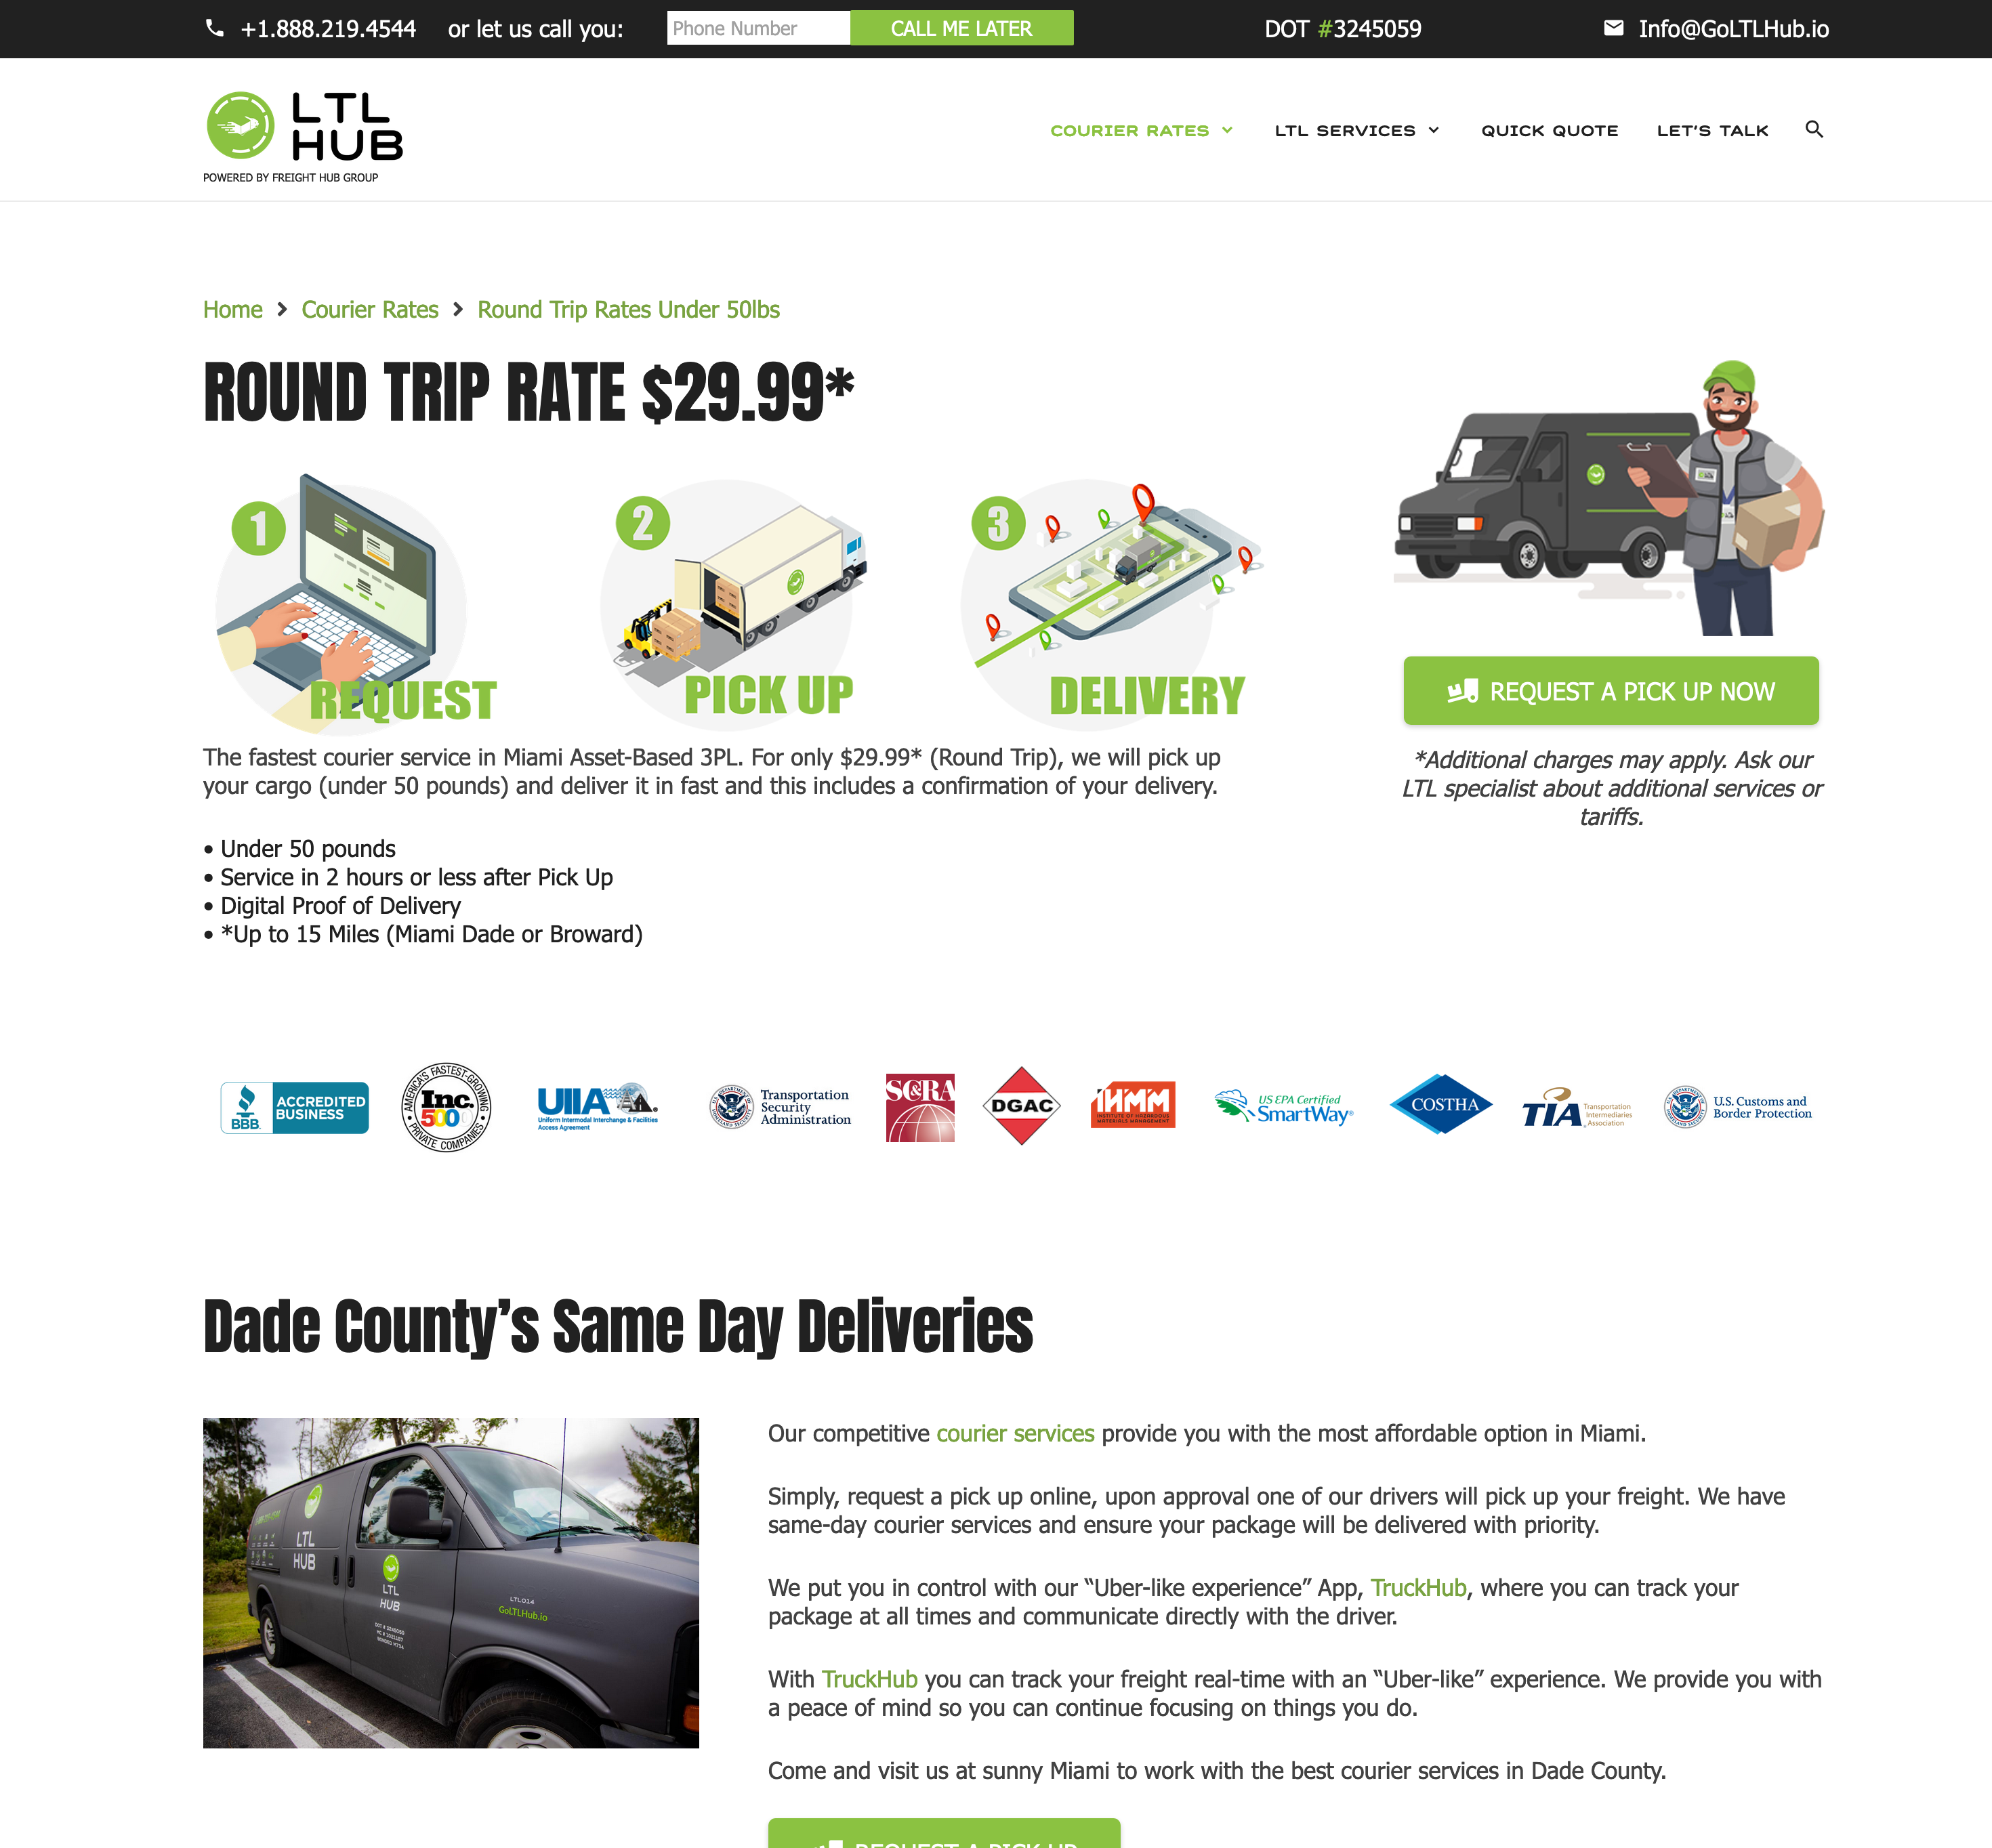 +1.888.219.4544 or let us call you: Phone Number CALL ME LATER DOT #3245059 Info@GoLTLHub.io
LTL
HUB
POWERED BY FREIGHT HUB GROUP
COURIER RATES LTL SERVICES QUICK QUOTE LET'S TALK
Home > Courier Rates > Round Trip Rates Under 50lbs
ROUND TRIP RATE $29.99*
1
REQUEST
2
PICK UP
3
DELIVERY
REQUEST A PICK UP NOW
*Additional charges may apply. Ask our
LTL specialist about additional services or
tariffs.
The fastest courier service in Miami Asset-Based 3PL. For only $29.99* (Round Trip), we will pick up
your cargo (under 50 pounds) and deliver it in fast and this includes a confirmation of your delivery.
• Under 50 pounds
• Service in 2 hours or less after Pick Up
• Digital Proof of Delivery
• *Up to 15 Miles (Miami Dade or Broward)
BBB.
ACCREDITED
BUSINESS
AMERICA'S FASTEST-GROWING
Inc.
500
PRIVATE COMPANIES
UIIA
Uniform Intermodal Interchange & Facilities
Access Agreement
Transportation
Security
Administration
SC&RA
DGAC
IHMM
INSTITUTE OF HAZARDOUS
MATERIALS MANAGEMENT
US EPA Certified
SmartWay
COSTHA
TIA
Transportation
Intermediaries
Association
U.S. Customs and
Border Protection
Dade County’s Same Day Deliveries
LTL
HUB
LTL
HUB
LTL014
GoLTLHub.io
Our competitive courier services provide you with the most affordable option in Miami.
Simply, request a pick up online, upon approval one of our drivers will pick up your freight. We have
same-day courier services and ensure your package will be delivered with priority.
We put you in control with our “Uber-like experience” App, TruckHub, where you can track your
package at all times and communicate directly with the driver.
With TruckHub you can track your freight real-time with an “Uber-like” experience. We provide you with
a peace of mind so you can continue focusing on things you do.
Come and visit us at sunny Miami to work with the best courier services in Dade County.
REQUEST A PICK UP